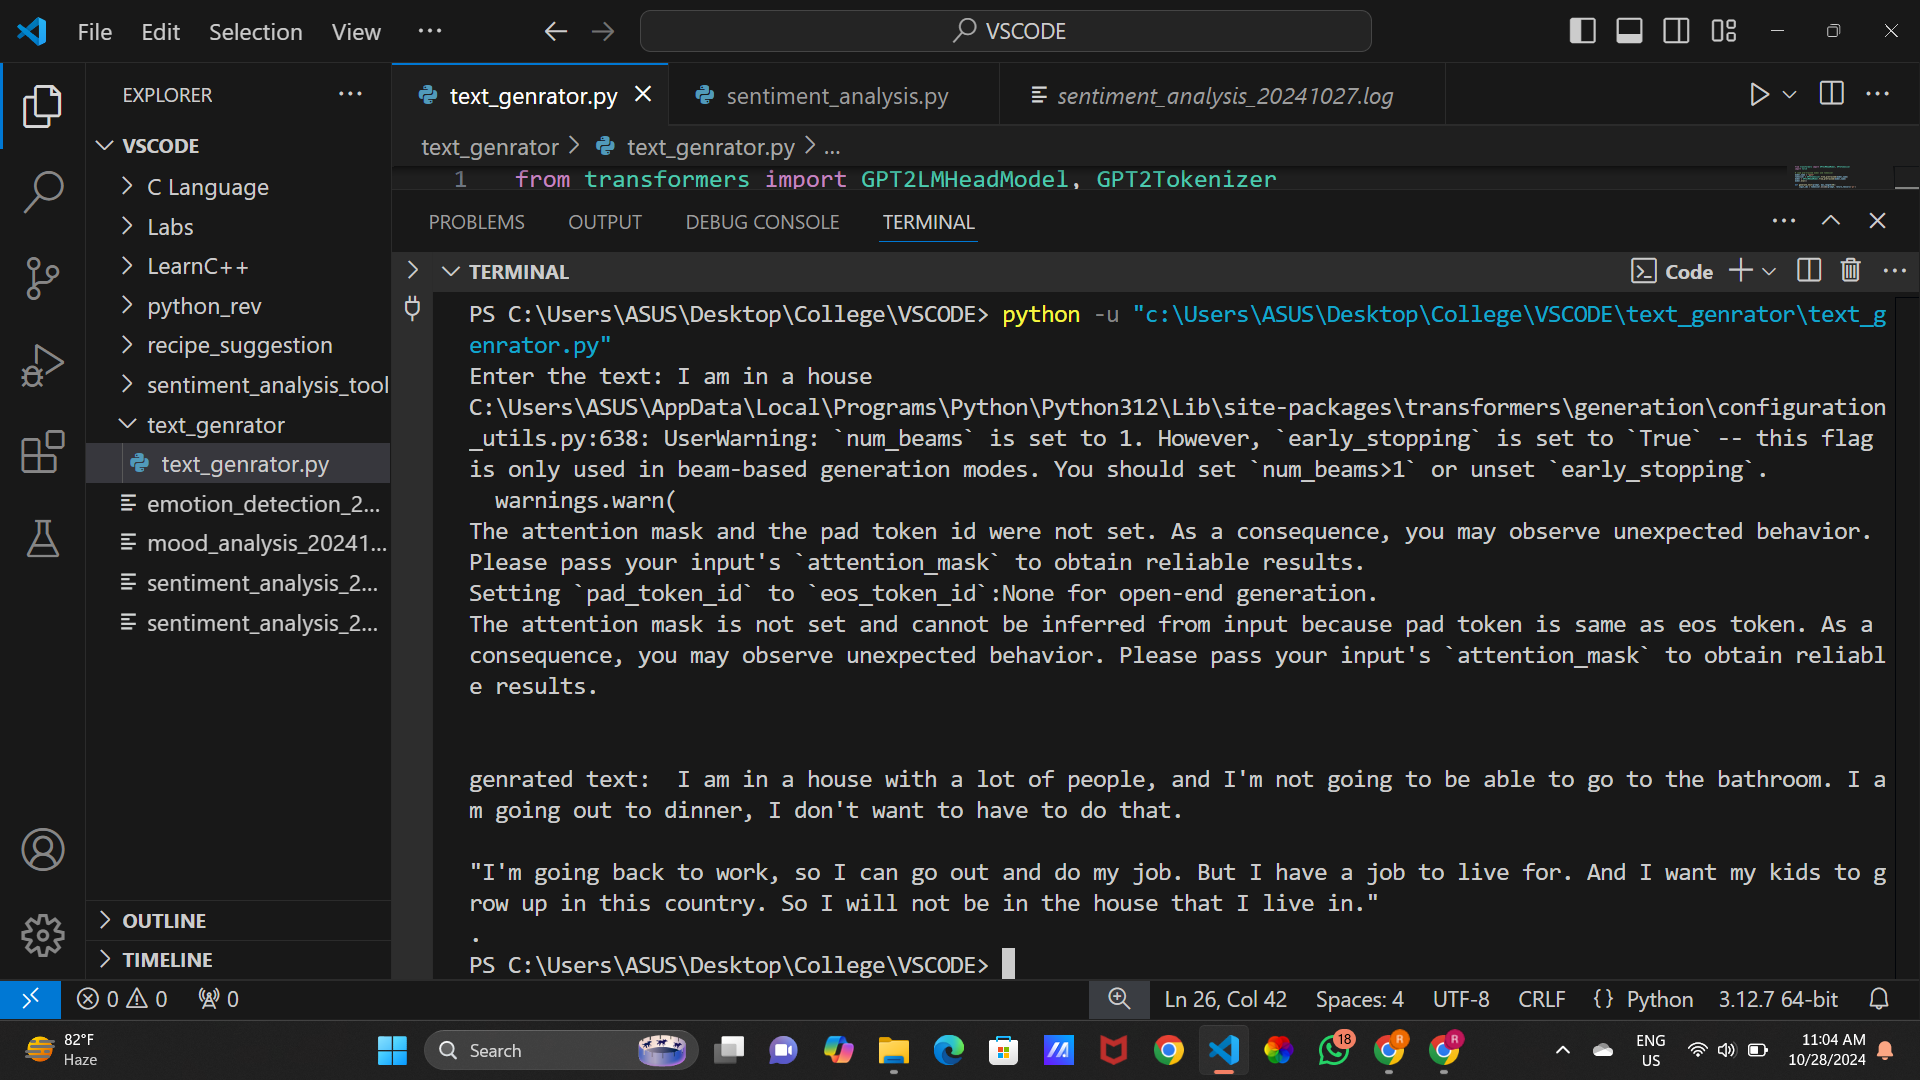 File Edit Selection View ...
VSCODE
EXPLORER
text_genrator.py
sentiment_analysis.py
sentiment_analysis_20241027.log
VSCODE
text_genrator > text_genrator.py > ...
1 from transformers import GPT2LMHeadModel, GPT2Tokenizer
C Language
Labs
LearnC++
python_rev
recipe_suggestion
sentiment_analysis_tool
text_genrator
text_genrator.py
emotion_detection_2...
mood_analysis_20241...
sentiment_analysis_2...
sentiment_analysis_2...
OUTLINE
TIMELINE
PROBLEMS OUTPUT DEBUG CONSOLE TERMINAL
TERMINAL
Code
PS C:\Users\ASUS\Desktop\College\VSCODE> python -u "c:\Users\ASUS\Desktop\College\VSCODE\text_genrator\text_g
enrator.py"
Enter the text: I am in a house
C:\Users\ASUS\AppData\Local\Programs\Python\Python312\Lib\site-packages\transformers\generation\configuration
_utils.py:638: UserWarning: `num_beams` is set to 1. However, `early_stopping` is set to `True` -- this flag
is only used in beam-based generation modes. You should set `num_beams>1` or unset `early_stopping`.
warnings.warn(
The attention mask and the pad token id were not set. As a consequence, you may observe unexpected behavior.
Please pass your input's `attention_mask` to obtain reliable results.
Setting `pad_token_id` to `eos_token_id`:None for open-end generation.
The attention mask is not set and cannot be inferred from input because pad token is same as eos token. As a
consequence, you may observe unexpected behavior. Please pass your input's `attention_mask` to obtain reliabl
e results.
genrated text:  I am in a house with a lot of people, and I'm not going to be able to go to the bathroom. I a
m going out to dinner, I don't want to have to do that.
"I'm going back to work, so I can go out and do my job. But I have a job to live for. And I want my kids to g
row up in this country. So I will not be in the house that I live in."
.
PS C:\Users\ASUS\Desktop\College\VSCODE>
0 0 0
Ln 26, Col 42 Spaces: 4 UTF-8 CRLF {} Python 3.12.7 64-bit
82°F
Haze
Search
18
R
R
ENG
US
11:04 AM
10/28/2024